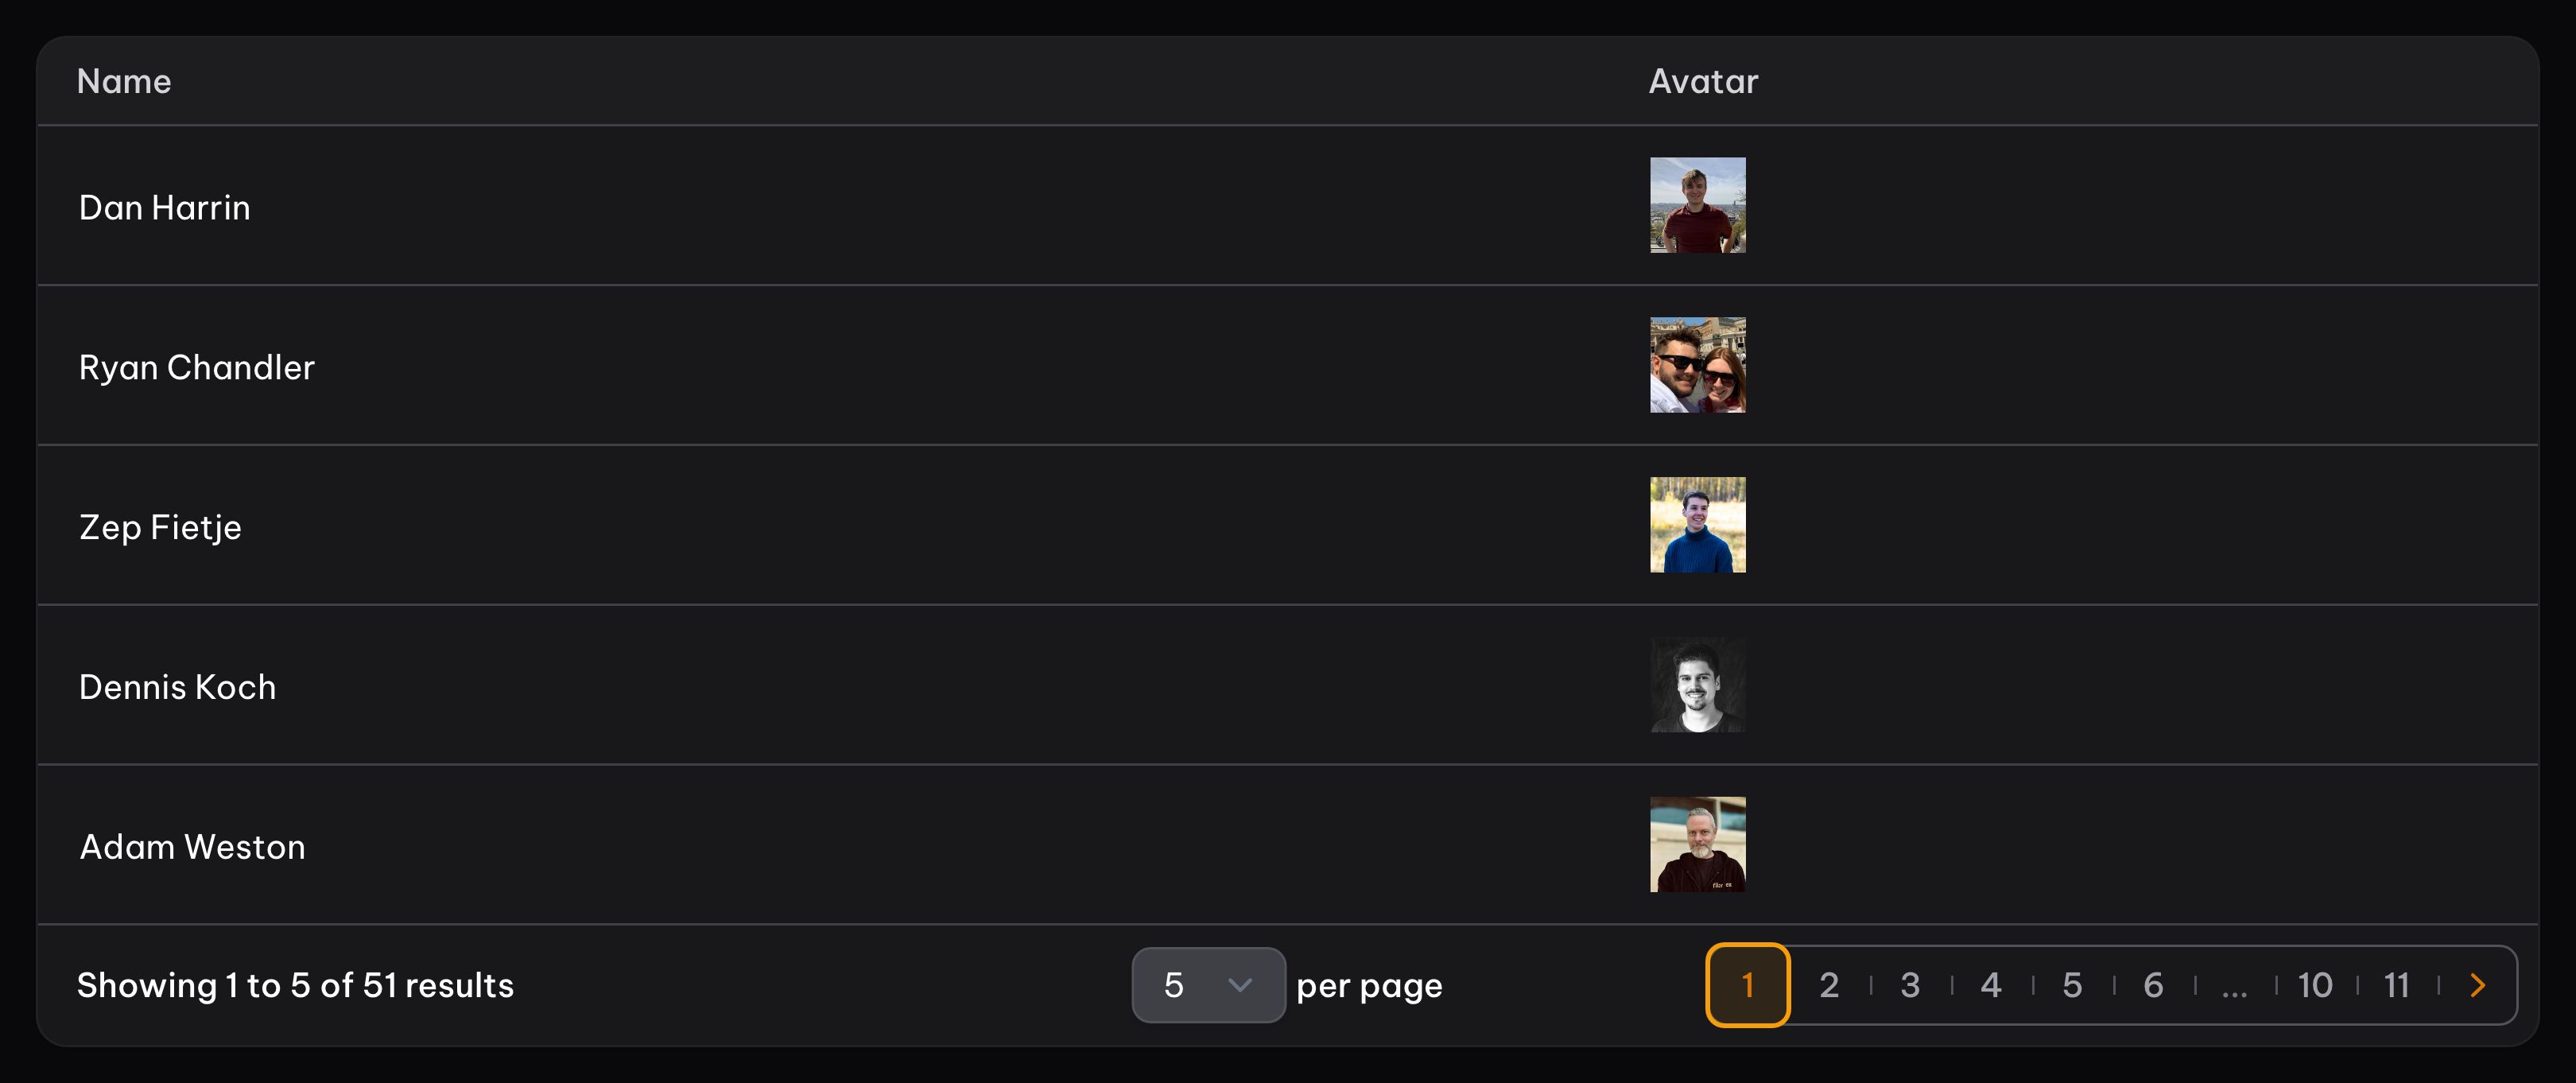 Name Avatar
Dan Harrin
Ryan Chandler
Zep Fietje
Dennis Koch
Adam Weston
Showing 1 to 5 of 51 results 5 per page 1 2 3 4 5 6 ... 10 11